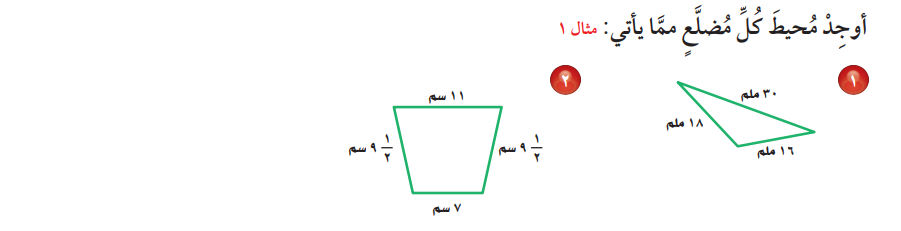 أوجِدْ مُحيطَ كُلِّ مُضلَّعٍ ممَّا يأتي: مثال ١
١
٣٠ ملم
١٨ ملم
١٦ ملم
٢
١١ سم
٩ ١/٢ سم
٩ ١/٢ سم
٧ سم